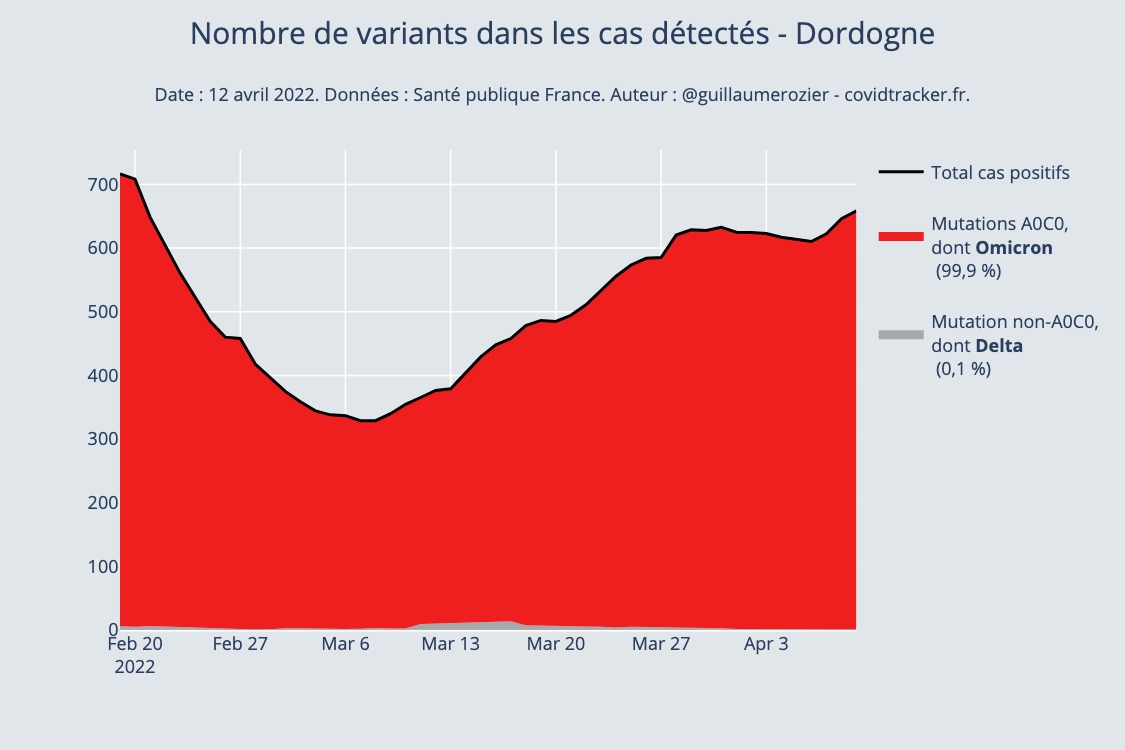 Nombre de variants dans les cas détectés - Dordogne
Date : 12 avril 2022. Données : Santé publique France. Auteur : @guillaumerozier - covidtracker.fr.
700
600
500
400
300
200
100
0
Feb 20
2022
Feb 27
Mar 6
Mar 13
Mar 20
Mar 27
Apr 3
Total cas positifs
Mutations A0C0,
dont Omicron
(99,9 %)
Mutation non-A0C0,
dont Delta
(0,1 %)